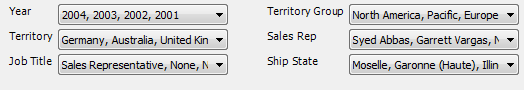 Year 2004, 2003, 2002, 2001 Territory Group North America, Pacific, Europe
Territory Germany, Australia, United Kin Sales Rep Syed Abbas, Garrett Vargas,
Job Title Sales Representative, None, N Ship State Moselle, Garonne (Haute), Illin